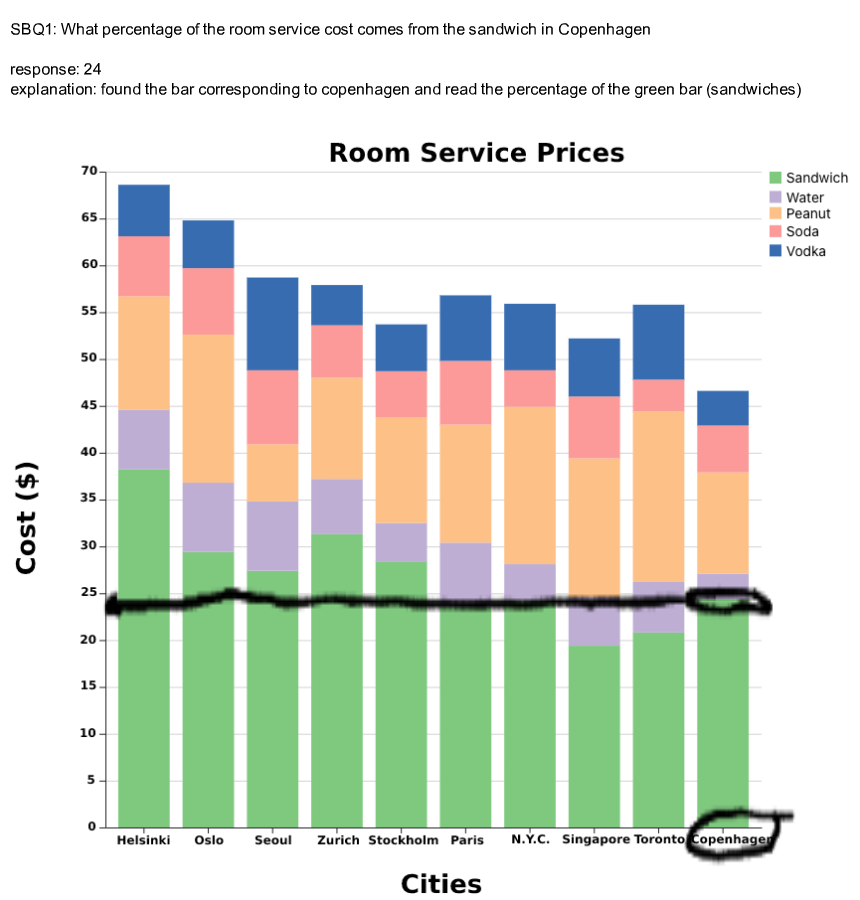 SBQ1: What percentage of the room service cost comes from the sandwich in Copenhagen
response: 24
explanation: found the bar corresponding to copenhagen and read the percentage of the green bar (sandwiches)
Room Service Prices
70
65
60
55
50
45
40
35
30
25
20
15
10
5
0
Cost ($)
Sandwich
Water
Peanut
Soda
Vodka
Helsinki Oslo Seoul Zurich Stockholm Paris N.Y.C. Singapore Toronto Copenhagen
Cities